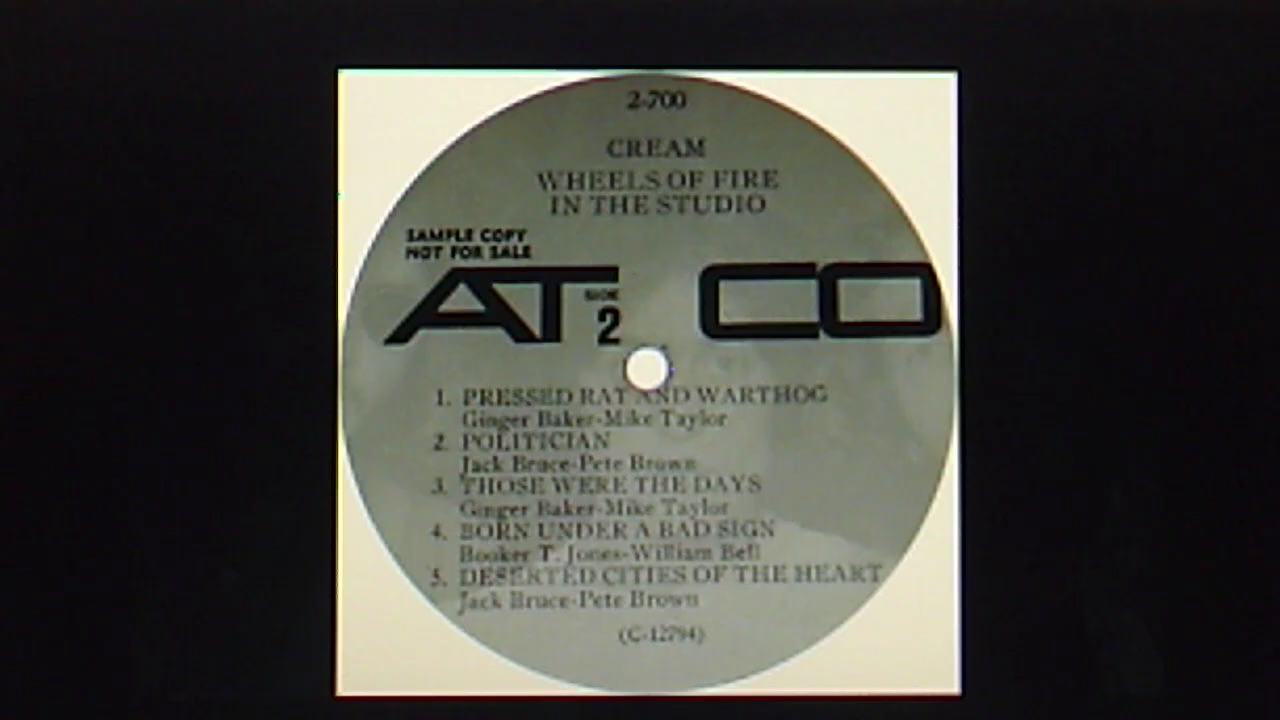 2-700
CREAM
WHEELS OF FIRE
IN THE STUDIO
SAMPLE COPY
NOT FOR SALE
ATCO
SIDE
2
1. PRESSED RAT AND WARTHOG
Ginger Baker-Mike Taylor
2. POLITICIAN
Jack Bruce-Pete Brown
3. THOSE WERE THE DAYS
Ginger Baker-Mike Taylor
4. BORN UNDER A BAD SIGN
Booker T. Jones-William Bell
5. DESERTED CITIES OF THE HEART
Jack Bruce-Pete Brown
(C-12794)